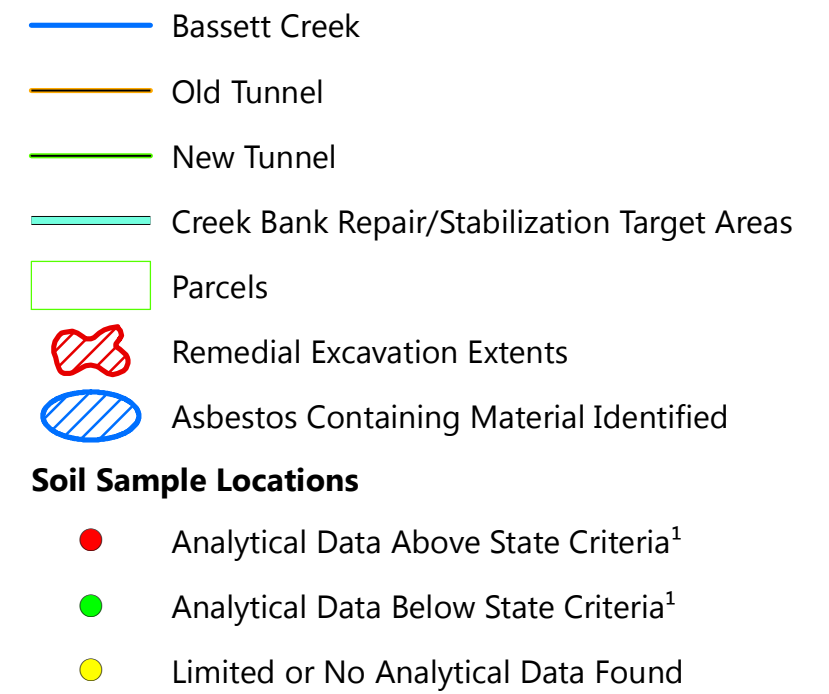 Bassett Creek
Old Tunnel
New Tunnel
Creek Bank Repair/Stabilization Target Areas
Parcels
Remedial Excavation Extents
Asbestos Containing Material Identified
Soil Sample Locations
Analytical Data Above State Criteria¹
Analytical Data Below State Criteria¹
Limited or No Analytical Data Found